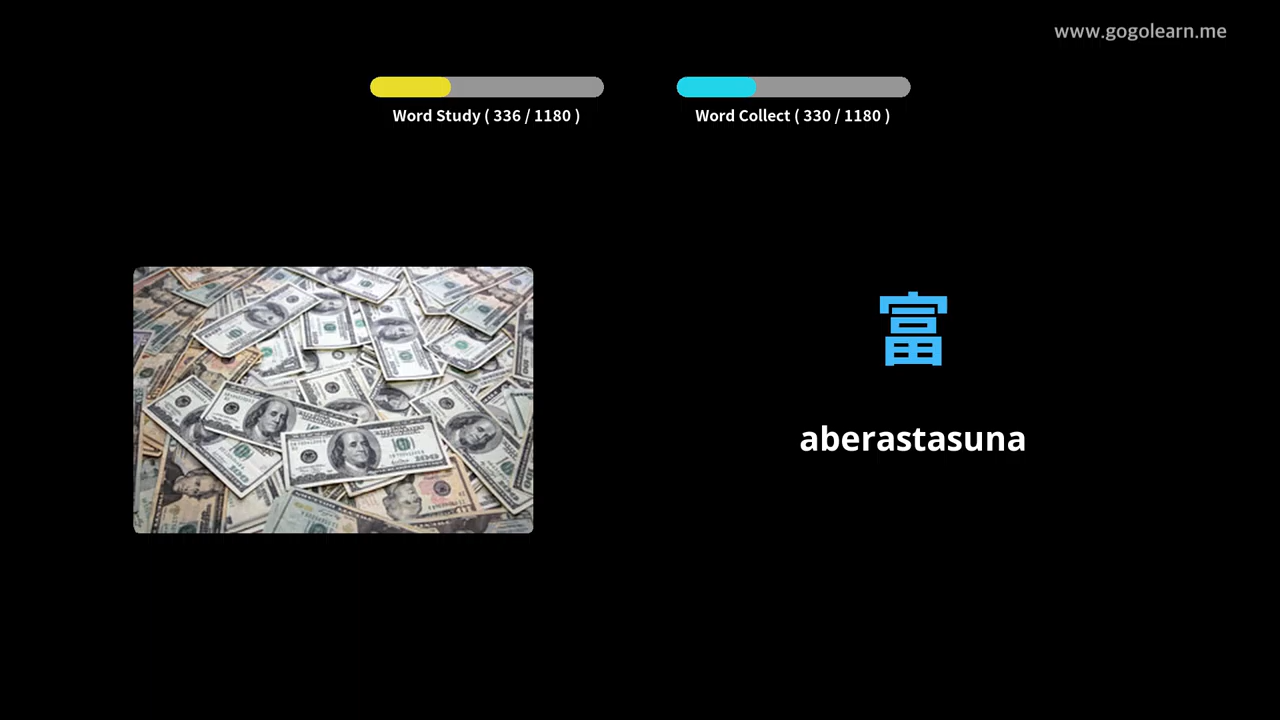 www.gogolearn.me
Word Study ( 336 / 1180 )
Word Collect ( 330 / 1180 )
富
aberastasuna